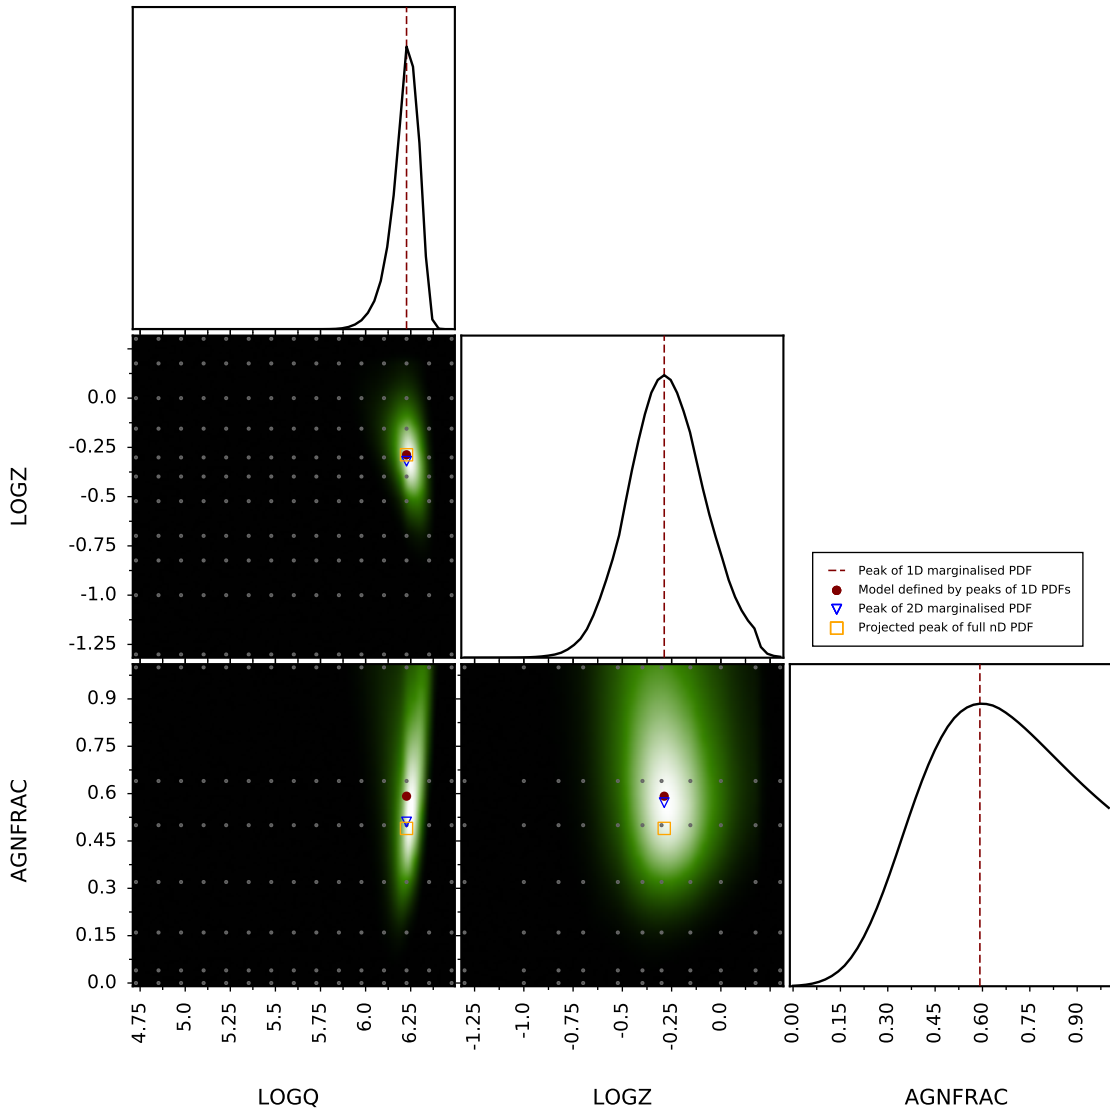 0.0
-0.25
-0.5
-0.75
-1.0
-1.25
LOGZ
Peak of 1D marginalised PDF
Model defined by peaks of 1D PDFs
Peak of 2D marginalised PDF
Projected peak of full nD PDF
0.9
0.75
0.6
0.45
0.3
0.15
0.0
AGNFRAC
4.75 5.0 5.25 5.5 5.75 6.0 6.25
-1.25 -1.0 -0.75 -0.5 -0.25 0.0
0.00 0.15 0.30 0.45 0.60 0.75 0.90
LOGQ LOGZ AGNFRAC